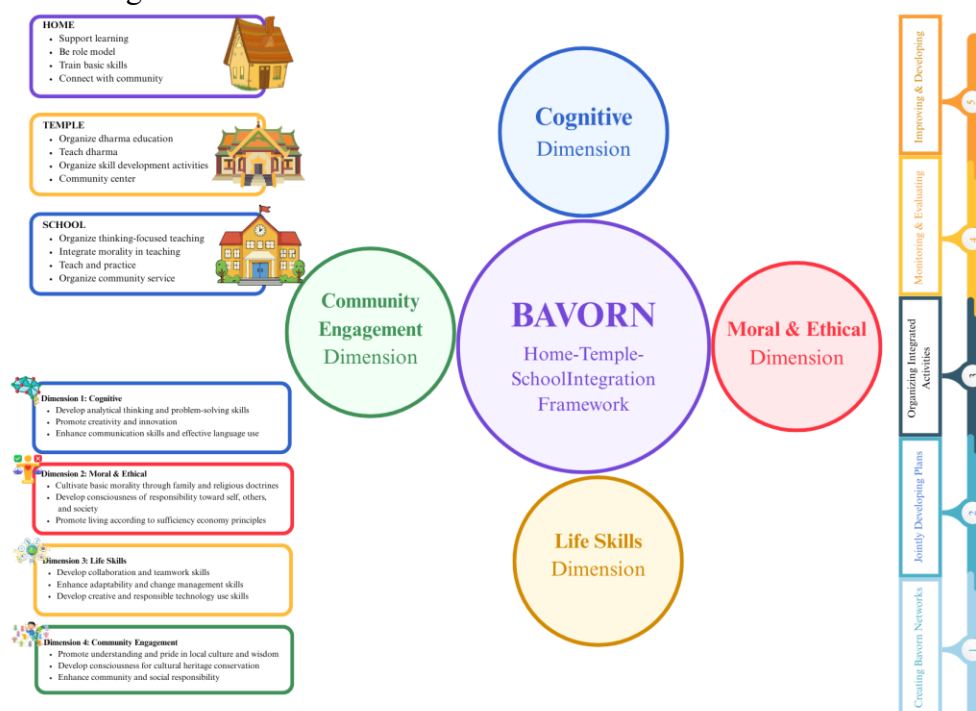 HOME
• Support learning
• Be role model
• Train basic skills
• Connect with community
TEMPLE
• Organize dharma education
• Teach dharma
• Organize skill development activities
• Community center
SCHOOL
• Organize thinking-focused teaching
• Integrate morality in teaching
• Teach and practice
• Organize community service
Dimension 1: Cognitive
• Develop analytical thinking and problem-solving skills
• Promote creativity and innovation
• Enhance communication skills and effective language use
Dimension 2: Moral & Ethical
• Cultivate basic morality through family and religious doctrines
• Develop consciousness of responsibility toward self, others,
and society
• Promote living according to sufficiency economy principles
Dimension 3: Life Skills
• Develop collaboration and teamwork skills
• Enhance adaptability and change management skills
• Develop creative and responsible technology use skills
Dimension 4: Community Engagement
• Promote understanding and pride in local culture and wisdom
• Develop consciousness for cultural heritage conservation
• Enhance community and social responsibility
Cognitive
Dimension
Community
Engagement
Dimension
BAVORN
Home-Temple-
SchoolIntegration
Framework
Moral & Ethical
Dimension
Life Skills
Dimension
Improving & Developing
5
Monitoring & Evaluating
4
Organizing Integrated
Activities
3
Jointly Developing Plans
2
Creating Bavorn Networks
1